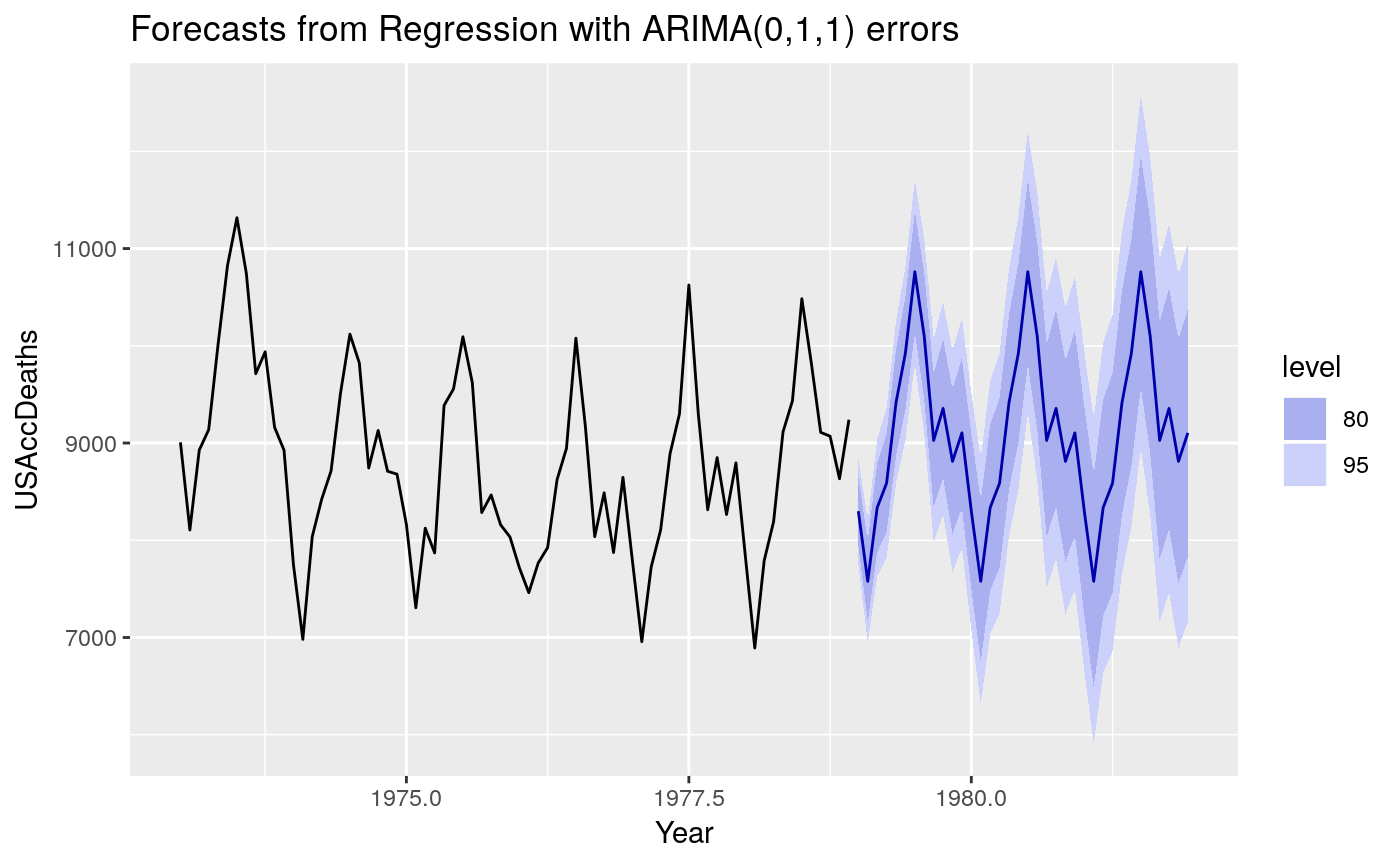 Forecasts from Regression with ARIMA(0,1,1) errors
USAccDeaths
11000
9000
7000
1975.0
1977.5
1980.0
Year
level
80
95